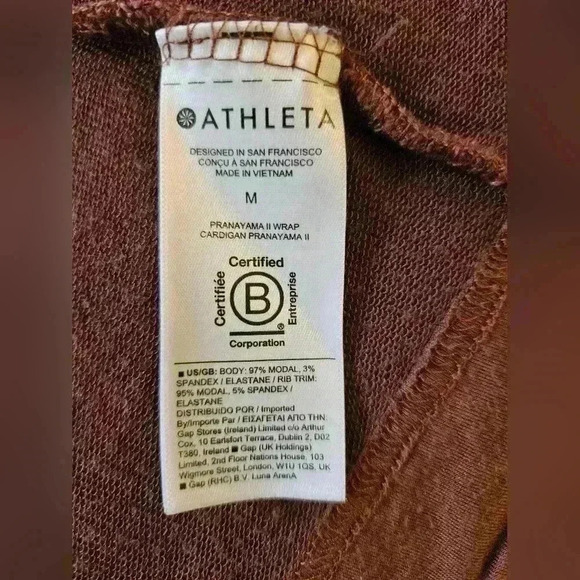 ATHLETA
DESIGNED IN SAN FRANCISCO
CONÇU À SAN FRANCISCO
MADE IN VIETNAM
M
PRANAYAMA II WRAP
CARDIGAN PRANAYAMA II
Certified
Certifiée
B
Entreprise
®
Corporation
■ US/GB: BODY: 97% MODAL, 3%
SPANDEX / ELASTANE / RIB TRIM:
95% MODAL, 5% SPANDEX /
ELASTANE
DISTRIBUIDO POR / Imported
By/Importe Par / ΕΙΣΑΓΕΤΑΙ ΑΠΟ ΤΗΝ:
Gap Stores (Ireland) Limited c/o Arthur
Cox, 10 Earlsfort Terrace, Dublin 2, D02
T380, Ireland ■ Gap (UK Holdings)
Limited, 2nd Floor Nations House, 103
Wigmore Street, London, W1U 1QS, UK
■ Gap (RHC) B.V. Luna ArenA